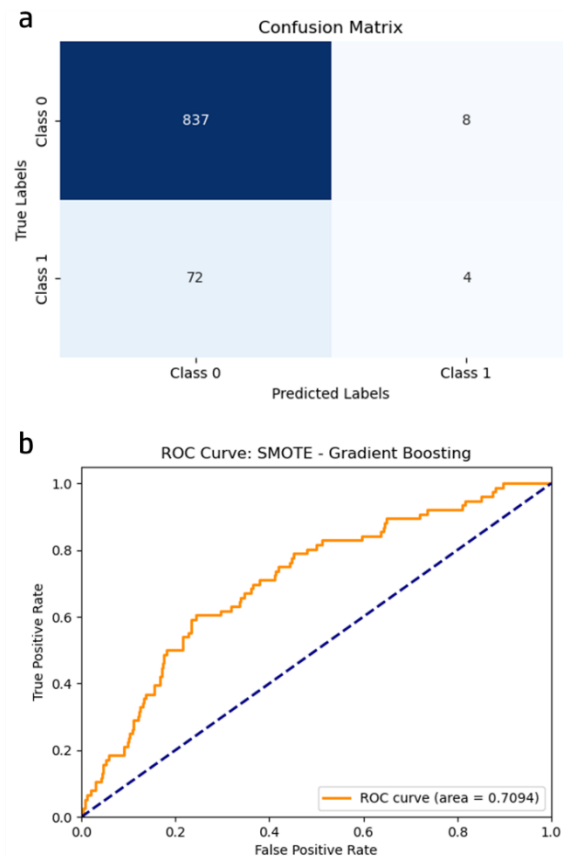 a
Confusion Matrix
True Labels
Class 0
837
8
Class 1
72
4
Class 0
Class 1
Predicted Labels
b
ROC Curve: SMOTE - Gradient Boosting
True Positive Rate
1.0
0.8
0.6
0.4
0.2
0.0
ROC curve (area = 0.7094)
0.0
0.2
0.4
0.6
0.8
1.0
False Positive Rate